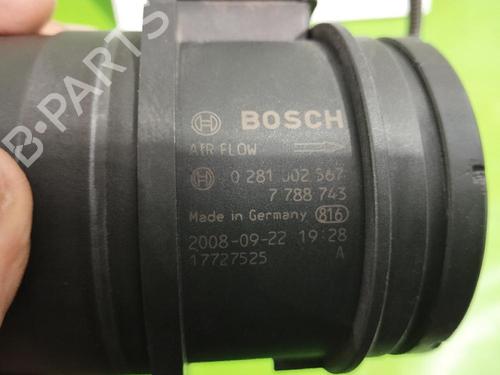 B-PARTS
BOSCH
AIR FLOW
0 281 002 567
7 788 743
Made in Germany 816
2008-09-22 19:28
17727525 A